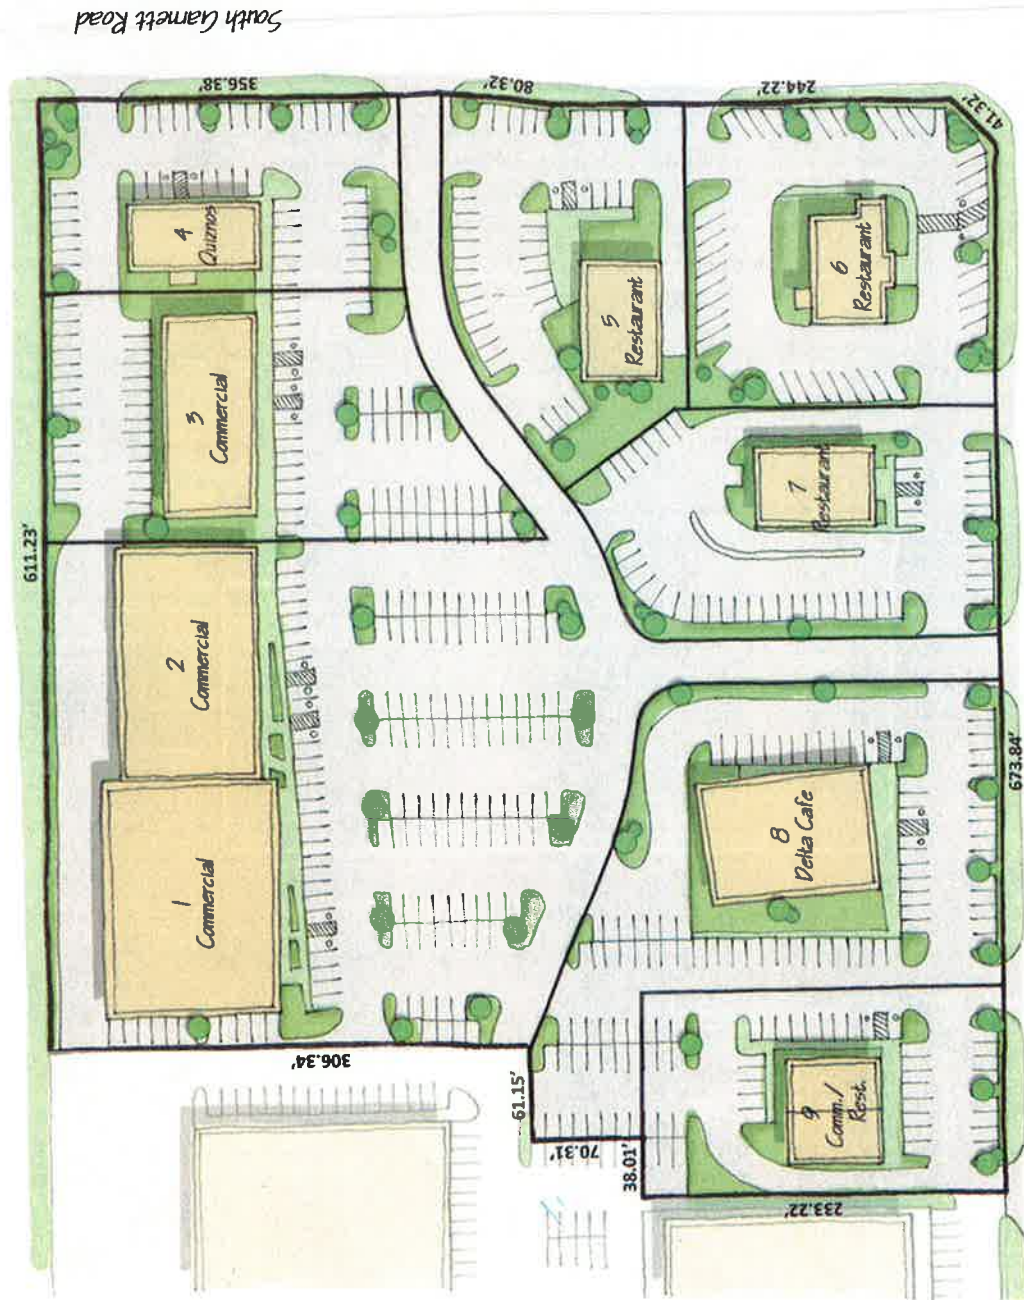 South Garnett Road
356.38'
80.32'
244.22'
41.32'
4
Quiznos
5
Restaurant
6
Restaurant
3
Commercial
7
Restaurant
611.23'
2
Commercial
673.84'
1
Commercial
8
Delta Cafe
306.34'
61.15'
70.31'
38.01'
9
Comm./
Rest.
233.22'